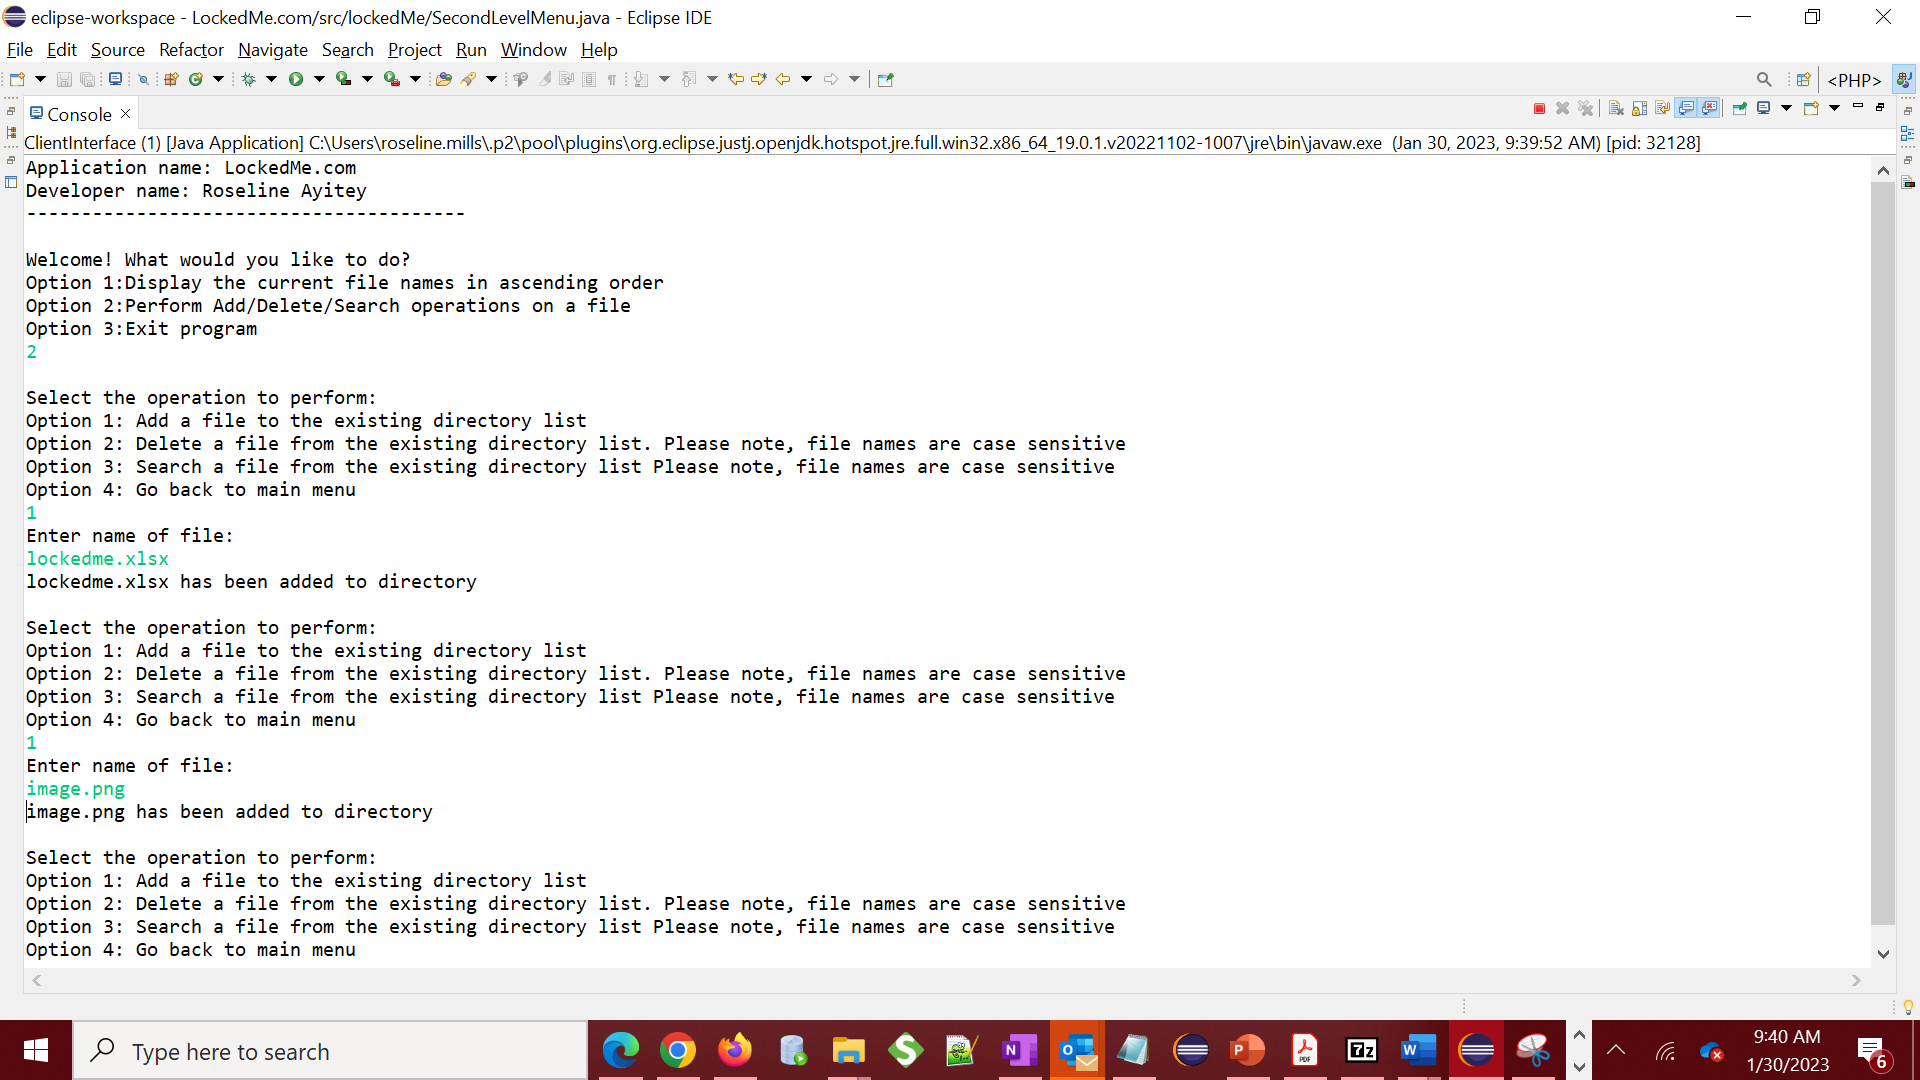 eclipse-workspace - LockedMe.com/src/lockedMe/SecondLevelMenu.java - Eclipse IDE
File Edit Source Refactor Navigate Search Project Run Window Help
<PHP>
Console
ClientInterface (1) [Java Application] C:\Users\roseline.mills\.p2\pool\plugins\org.eclipse.justj.openjdk.hotspot.jre.full.win32.x86_64_19.0.1.v20221102-1007\jre\bin\javaw.exe (Jan 30, 2023, 9:39:52 AM) [pid: 32128]
Application name: LockedMe.com
Developer name: Roseline Ayitey
----------------------------------------
Welcome! What would you like to do?
Option 1:Display the current file names in ascending order
Option 2:Perform Add/Delete/Search operations on a file
Option 3:Exit program
2
Select the operation to perform:
Option 1: Add a file to the existing directory list
Option 2: Delete a file from the existing directory list. Please note, file names are case sensitive
Option 3: Search a file from the existing directory list Please note, file names are case sensitive
Option 4: Go back to main menu
1
Enter name of file:
lockedme.xlsx
lockedme.xlsx has been added to directory
Select the operation to perform:
Option 1: Add a file to the existing directory list
Option 2: Delete a file from the existing directory list. Please note, file names are case sensitive
Option 3: Search a file from the existing directory list Please note, file names are case sensitive
Option 4: Go back to main menu
1
Enter name of file:
image.png
image.png has been added to directory
Select the operation to perform:
Option 1: Add a file to the existing directory list
Option 2: Delete a file from the existing directory list. Please note, file names are case sensitive
Option 3: Search a file from the existing directory list Please note, file names are case sensitive
Option 4: Go back to main menu
Type here to search
9:40 AM
1/30/2023
6